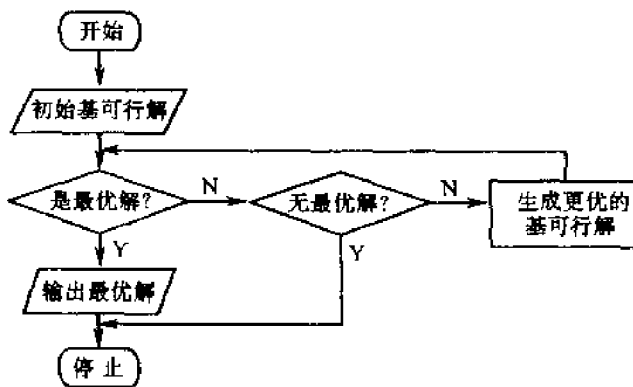 开始
初始基可行解
是最优解?
N
无最优解?
N
生成更优的
基可行解
Y
Y
输出最优解
停止